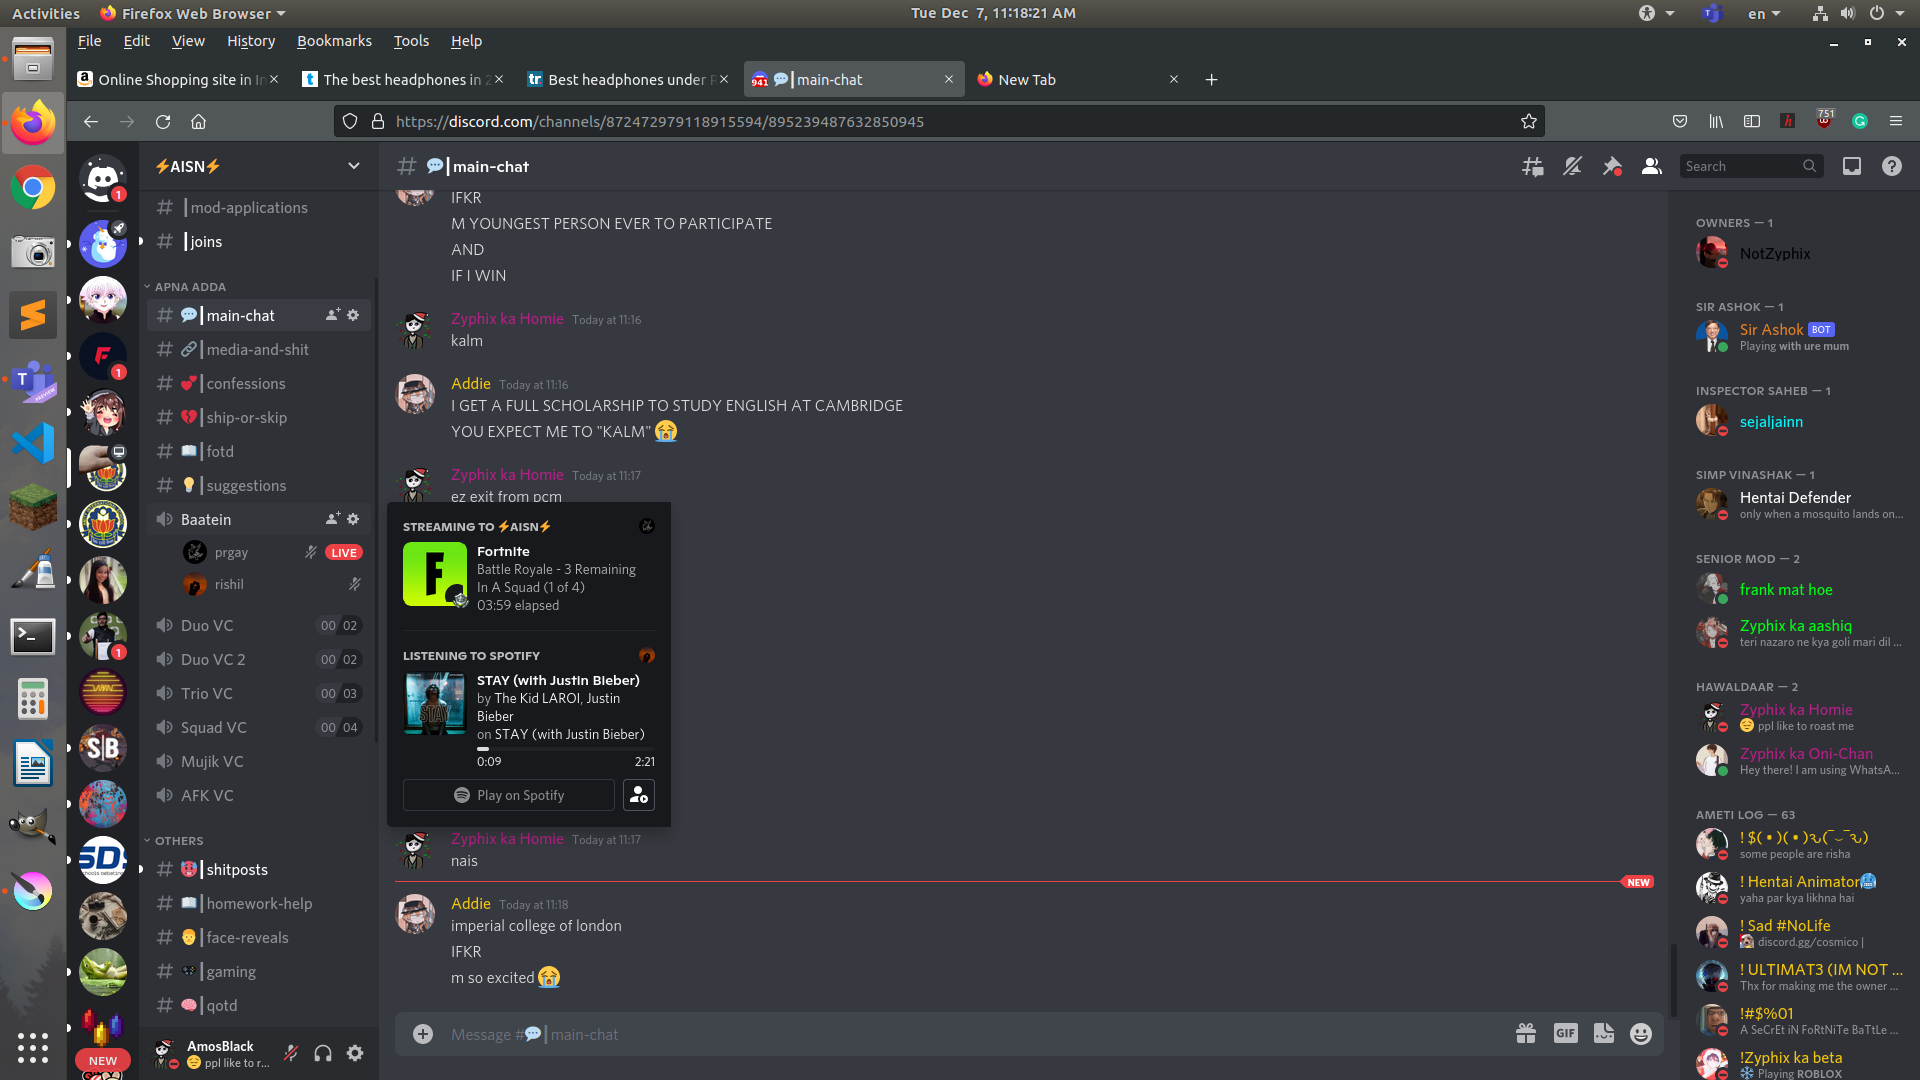 Activities
Firefox Web Browser
Tue Dec 7, 11:18:21 AM
en
File Edit View History Bookmarks Tools Help
Online Shopping site in In
The best headphones in 2
Best headphones under
941 💬┃main-chat
New Tab
https://discord.com/channels/872472979118915594/895239487632850945
751
⚡AISN⚡
# 💬┃main-chat
Search
┃mod-applications
┃joins
APNA ADDA
💬┃main-chat
🔗┃media-and-shit
💕┃confessions
💔┃ship-or-skip
📖┃fotd
💡┃suggestions
Baatein
prgay LIVE
rishil
Duo VC 00 02
Duo VC 2 00 02
Trio VC 00 03
Squad VC 00 04
Mujik VC
AFK VC
OTHERS
🥵┃shitposts
📖┃homework-help
👨┃face-reveals
🎮┃gaming
🧠┃qotd
AmosBlack
😔 ppl like to r...
NEW
1
1
1
IFKR
M YOUNGEST PERSON EVER TO PARTICIPATE
AND
IF I WIN
Zyphix ka Homie Today at 11:16
kalm
Addie Today at 11:16
I GET A FULL SCHOLARSHIP TO STUDY ENGLISH AT CAMBRIDGE
YOU EXPECT ME TO "KALM" 😭
Zyphix ka Homie Today at 11:17
ez exit from pcm
STREAMING TO ⚡AISN⚡
Fortnite
Battle Royale - 3 Remaining
In A Squad (1 of 4)
03:59 elapsed
LISTENING TO SPOTIFY
STAY (with Justin Bieber)
by The Kid LAROI, Justin
Bieber
on STAY (with Justin Bieber)
0:09 2:21
Play on Spotify
Zyphix ka Homie Today at 11:17
nais
NEW
Addie Today at 11:18
imperial college of london
IFKR
m so excited 😭
Message #💬┃main-chat
GIF
OWNERS — 1
NotZyphix
SIR ASHOK — 1
Sir Ashok BOT
Playing with ure mum
INSPECTOR SAHEB — 1
sejaljainn
SIMP VINASHAK — 1
Hentai Defender
only when a mosquito lands on...
SENIOR MOD — 2
frank mat hoe
Zyphix ka aashiq
teri nazaro ne kya goli mari dil ...
HAWALDAAR — 2
Zyphix ka Homie
😔 ppl like to roast me
Zyphix ka Oni-Chan
Hey there! I am using WhatsA...
AMETI LOG — 63
some people are risha
! Hentai Animator🥶
yaha par kya likhna hai
! Sad #NoLife
discord.gg/cosmico |
! ULTIMAT3 (IM NOT ...
Thx for making me the owner ...
!#$%01
A SeCrEt iN FoRtNiTe BaTtLe ...
!Zyphix ka beta
❄️ Playing ROBLOX